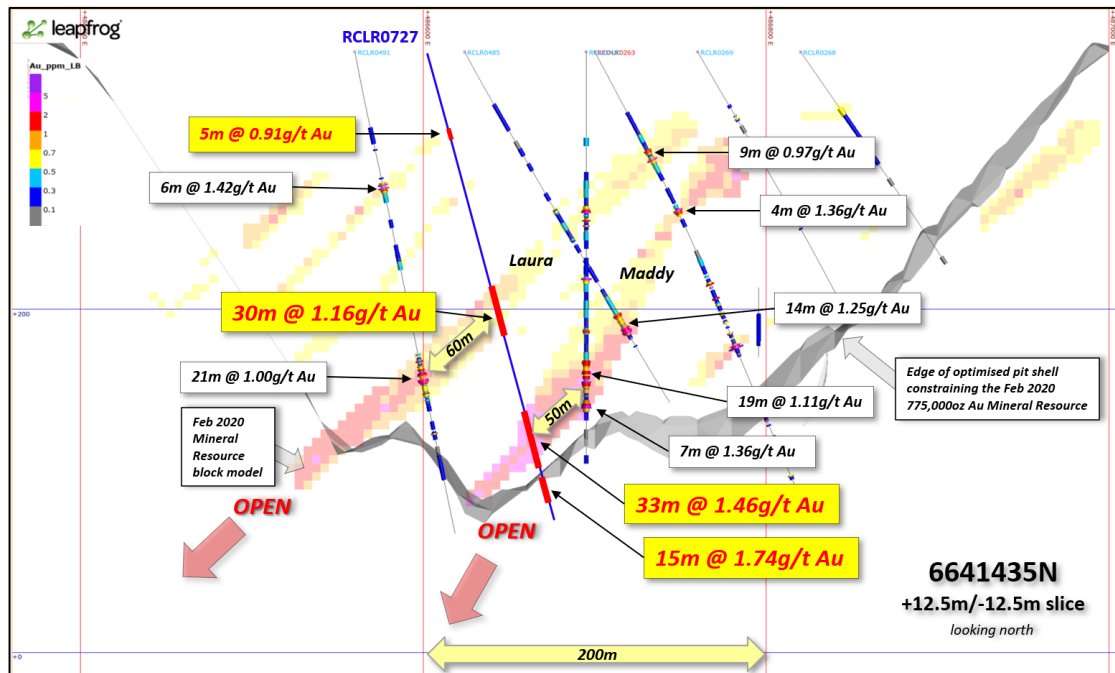 leapfrog
Au_ppm_LB
5
2
1
0.7
0.5
0.3
0.1
RCLR0727
RCLR0491
486600 E
RCLR0485
RCLR0269
486800 E
RCLR0268
487000 E
5m @ 0.91g/t Au
6m @ 1.42g/t Au
9m @ 0.97g/t Au
4m @ 1.36g/t Au
Laura
Maddy
30m @ 1.16g/t Au
+200
60m
14m @ 1.25g/t Au
21m @ 1.00g/t Au
Edge of optimised pit shell
constraining the Feb 2020
775,000oz Au Mineral Resource
19m @ 1.11g/t Au
50m
Feb 2020
Mineral
Resource
block model
7m @ 1.36g/t Au
OPEN
33m @ 1.46g/t Au
OPEN
15m @ 1.74g/t Au
6641435N
+12.5m/-12.5m slice
looking north
200m
+0